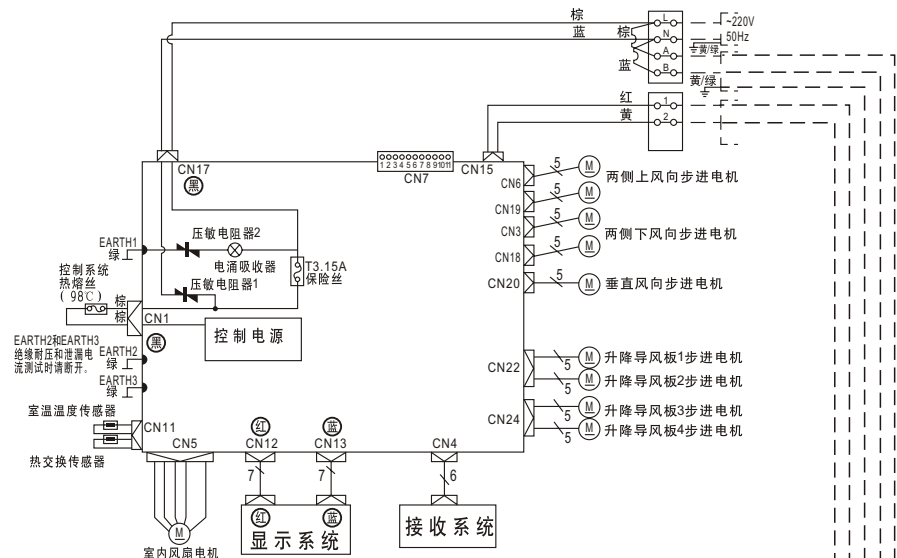 棕
L
~220V
蓝
棕
N
50Hz
A
黄/绿
蓝
B
黄/绿
红
1
黄
2
CN17
黑
1 2 3 4 5 6 7 8 9 10 11
CN7
CN15
CN6
5
M
两侧上风向步进电机
CN19
5
M
CN3
5
M
两侧下风向步进电机
CN18
5
M
CN20
5
M
垂直风向步进电机
EARTH1
绿
压敏电阻器2
电涌吸收器
压敏电阻器1
T3.15A
保险丝
控制系统
热熔丝
(98℃)
棕
棕
CN1
黑
控制电源
EARTH2和EARTH3
绝缘耐压和泄漏电
流测试时请断开。
EARTH2
绿
EARTH3
绿
CN22
5
M
升降导风板1步进电机
5
M
升降导风板2步进电机
CN24
5
M
升降导风板3步进电机
5
M
升降导风板4步进电机
室温温度传感器
CN11
热交换传感器
CN5
红
CN12
蓝
CN13
CN4
7
7
6
红
蓝
显示系统
接收系统
M
室内风扇电机